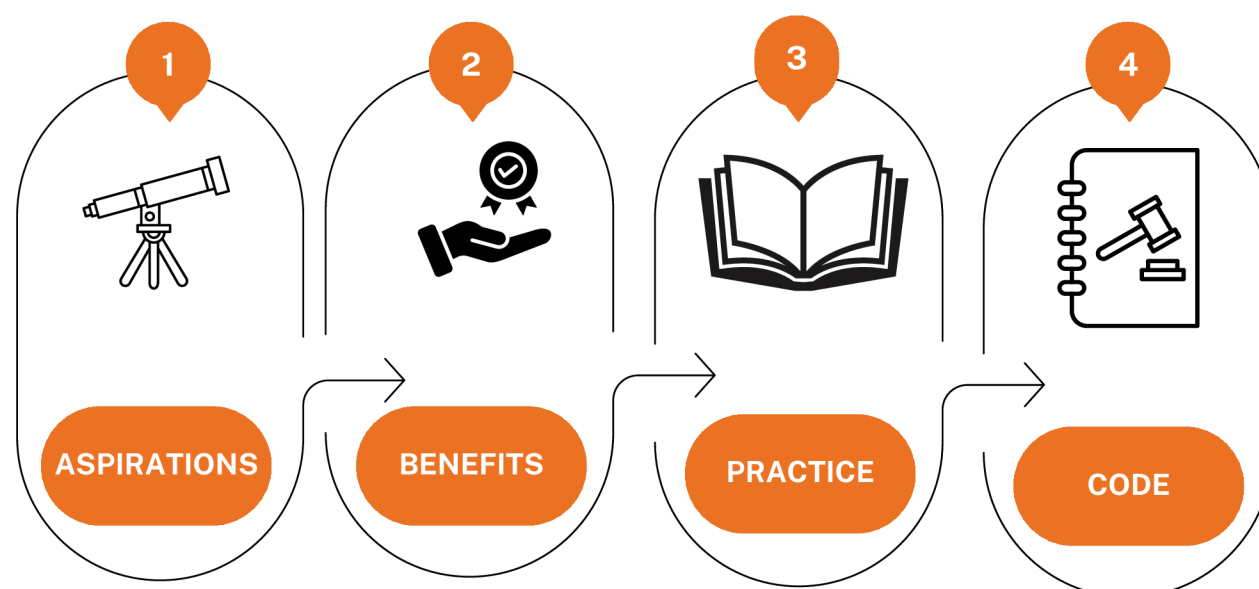 1
2
3
4
ASPIRATIONS
BENEFITS
PRACTICE
CODE